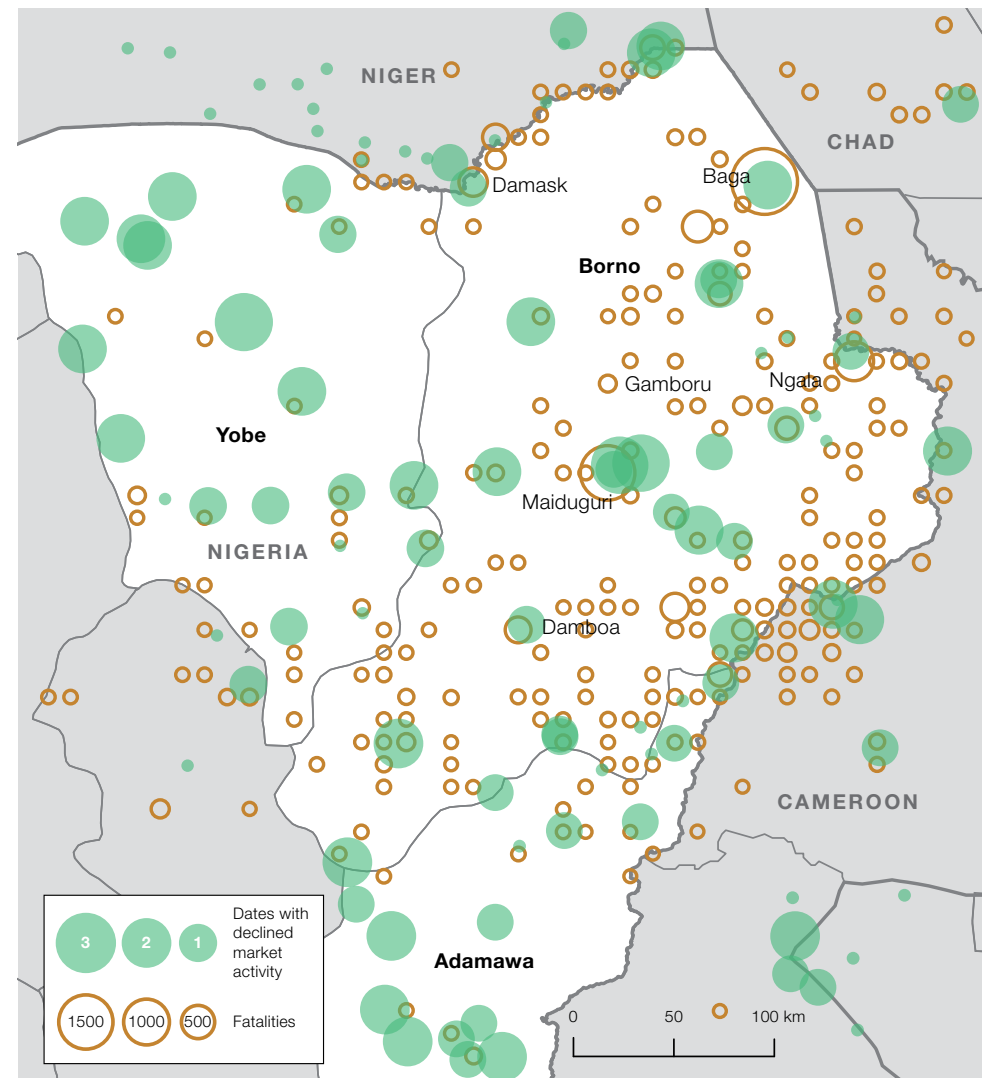 NIGER
CHAD
Baga
Damask
Borno
Gamboru
Ngala
Yobe
Maiduguri
NIGERIA
Damboa
CAMEROON
Adamawa
3
2
1
Dates with
declined
market
activity
1500
1000
500
Fatalities
0
50
100 km